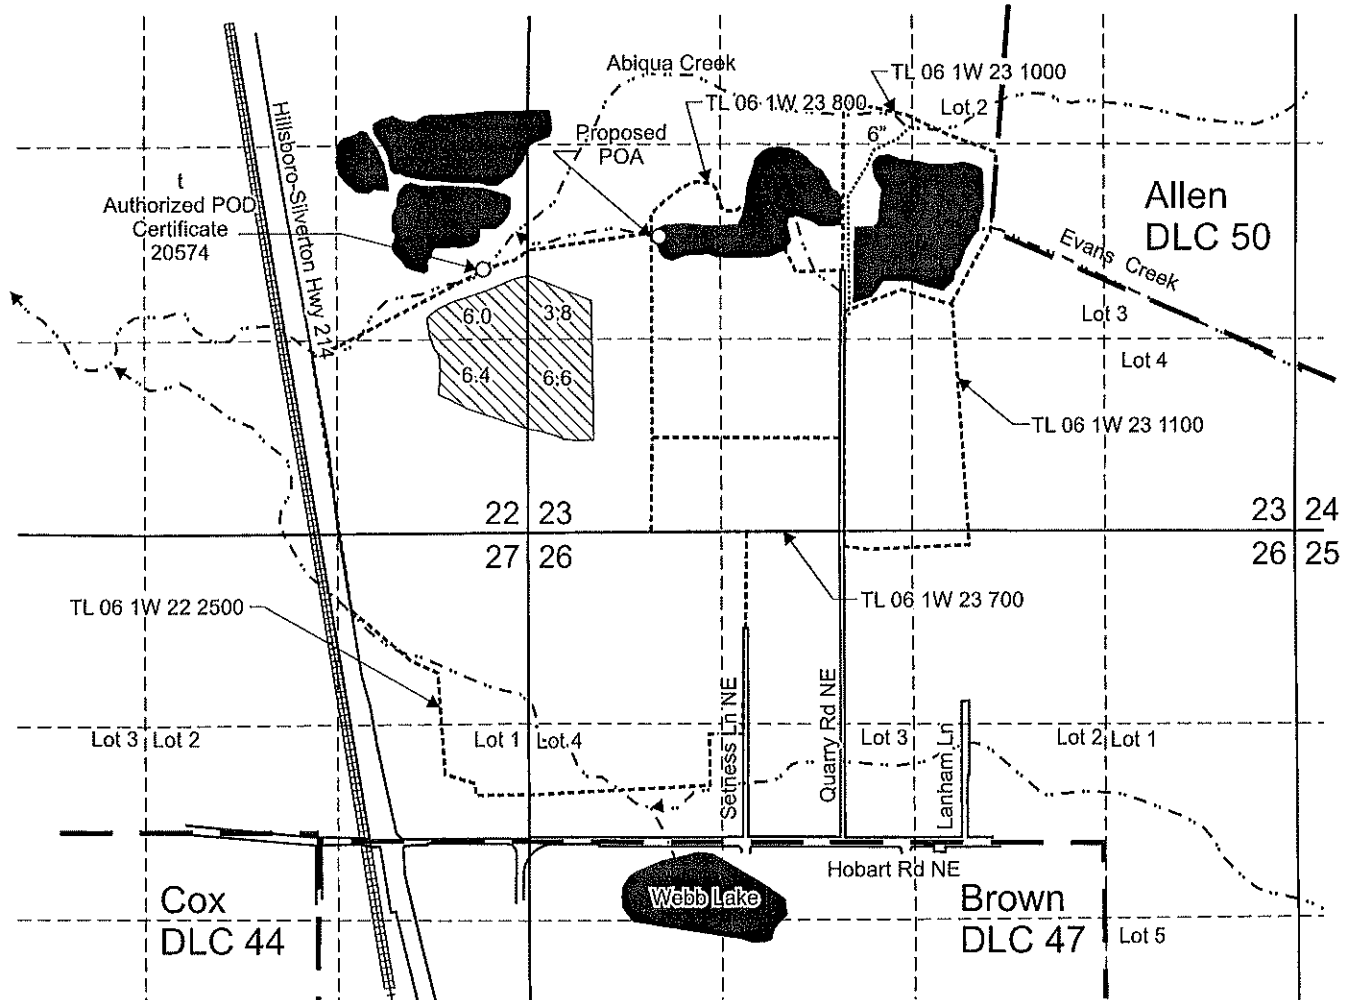 Abiqua Creek
TL 06 1W 23 1000
TL 06 1W 23 800
Lot 2
Proposed
POA
6"
Hillsboro-Silverton Hwy 214
t
Authorized POD
Certificate
20574
Allen
DLC 50
Evans Creek
6.0
3.8
Lot 3
Lot 4
6.4
6.6
TL 06 1W 23 1100
22 23
23 24
27 26
26 25
TL 06 1W 22 2500
TL 06 1W 23 700
Setness Ln NE
Quarry Rd NE
Lanham Ln
Lot 3 Lot 2
Lot 1 Lot 4
Lot 3
Lot 2 Lot 1
Hobart Rd NE
Cox
DLC 44
Webb Lake
Brown
DLC 47
Lot 5